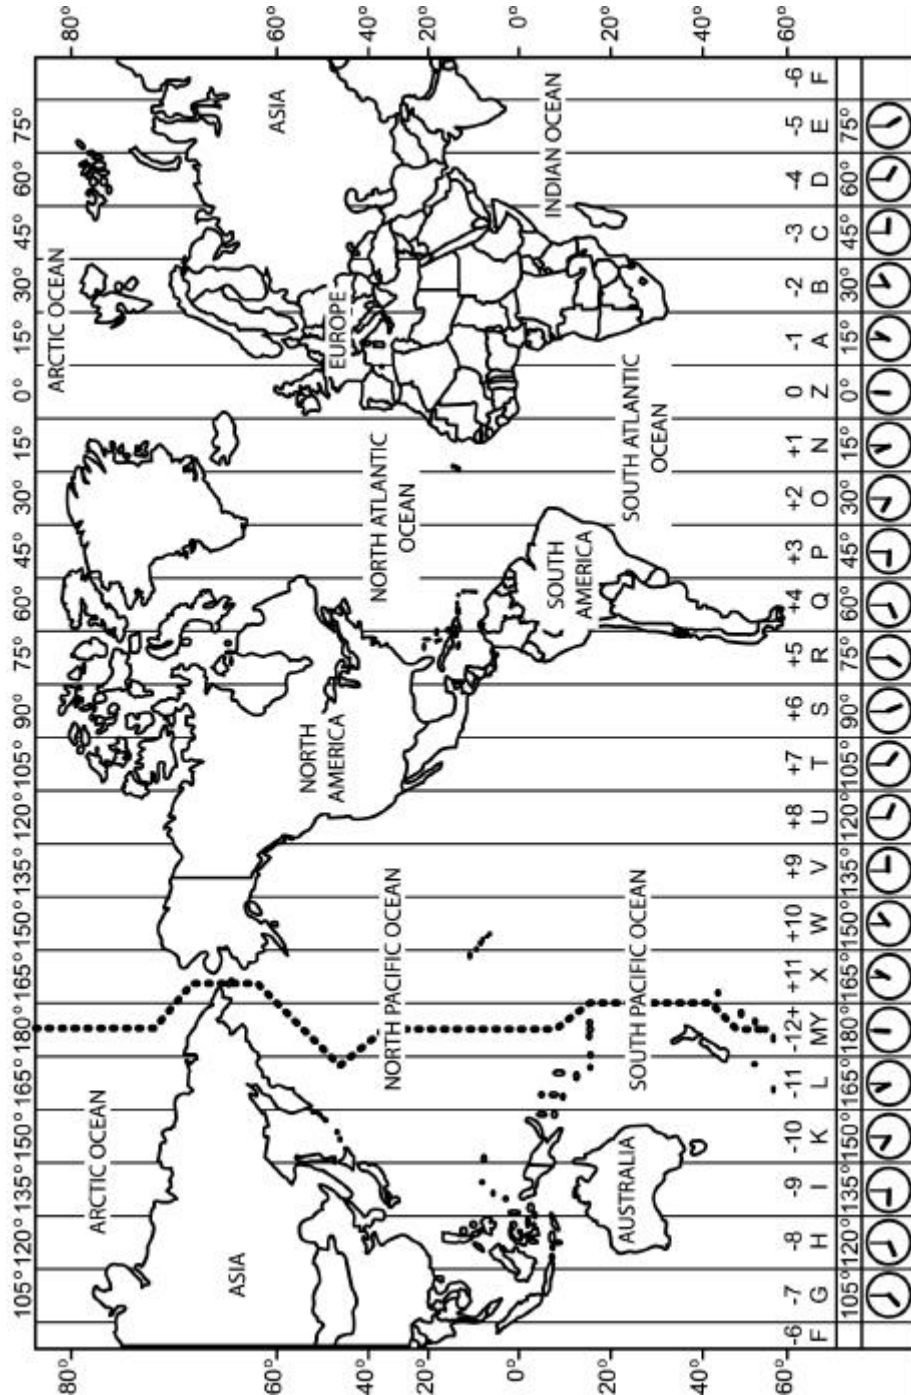 105° 120° 135° 150° 165° 180° 165° 150° 135° 120° 105° 90° 75° 60° 45° 30° 15° 0° 15° 30° 45° 60° 75°
80° 80°
ARCTIC OCEAN ARCTIC OCEAN
60° 60°
ASIA ASIA
NORTH
AMERICA
EUROPE
40° 40°
NORTH PACIFIC OCEAN
NORTH ATLANTIC
OCEAN
20° 20°
0° 0°
INDIAN OCEAN
SOUTH
AMERICA
20° 20°
AUSTRALIA
SOUTH PACIFIC OCEAN
SOUTH ATLANTIC
OCEAN
40° 40°
60° 60°
-6 -7 -8 -9 -10 -11 -12+ +11 +10 +9 +8 +7 +6 +5 +4 +3 +2 +1 0 -1 -2 -3 -4 -5 -6
F G H I K L MY X W V U T S R Q P O N Z A B C D E F
105° 120° 135° 150° 165° 180° 165° 150° 135° 120° 105° 90° 75° 60° 45° 30° 15° 0° 15° 30° 45° 60° 75°